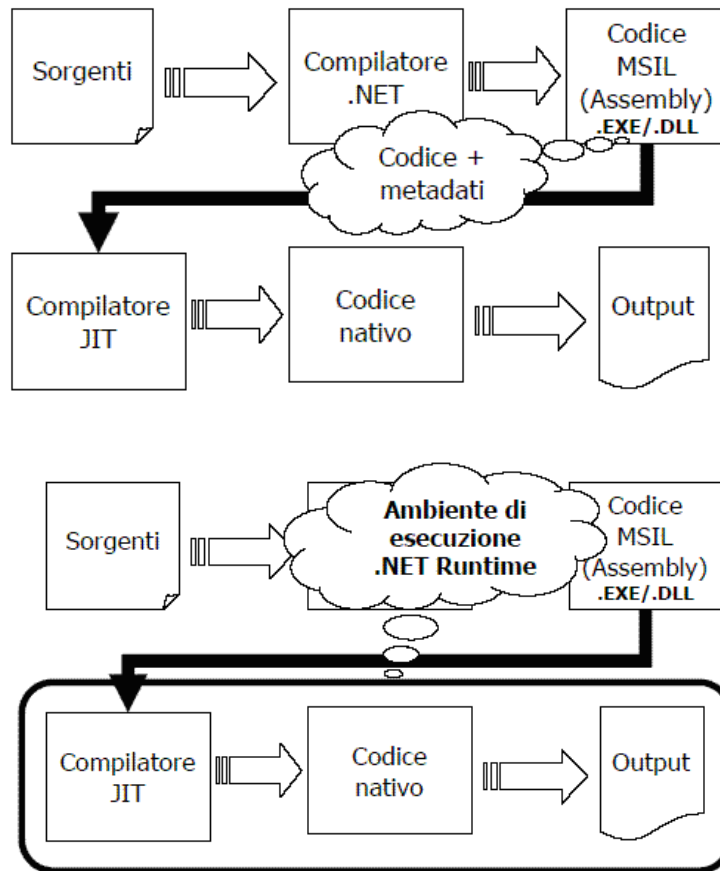 Sorgenti
Compilatore
.NET
Codice
MSIL
(Assembly)
.EXE/.DLL
Codice +
metadati
Compilatore
JIT
Codice
nativo
Output
Sorgenti
Ambiente di
esecuzione
.NET Runtime
Codice
MSIL
(Assembly)
.EXE/.DLL
Compilatore
JIT
Codice
nativo
Output